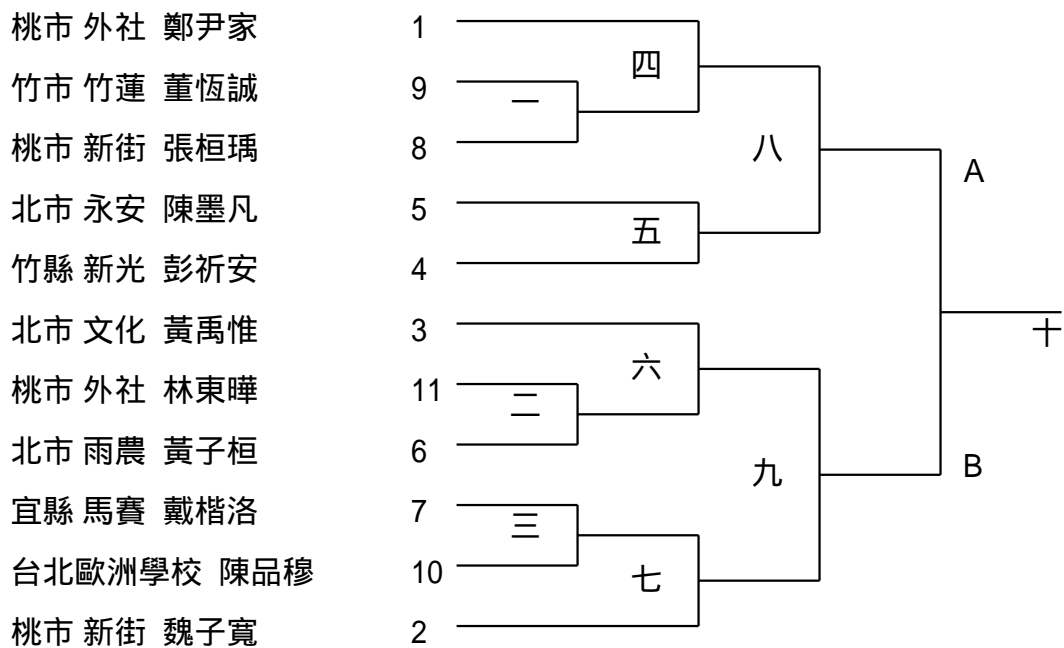 桃市 外社 鄭尹家 1
四
竹市 竹蓮 董恆誠 9
一
桃市 新街 張桓瑀 8
八
A
北市 永安 陳墨凡 5
五
竹縣 新光 彭祈安 4
北市 文化 黃禹惟 3
十
六
桃市 外社 林東曄 11
二
北市 雨農 黃子桓 6
九
B
宜縣 馬賽 戴楷洛 7
三
台北歐洲學校 陳品穆 10
七
桃市 新街 魏子寬 2